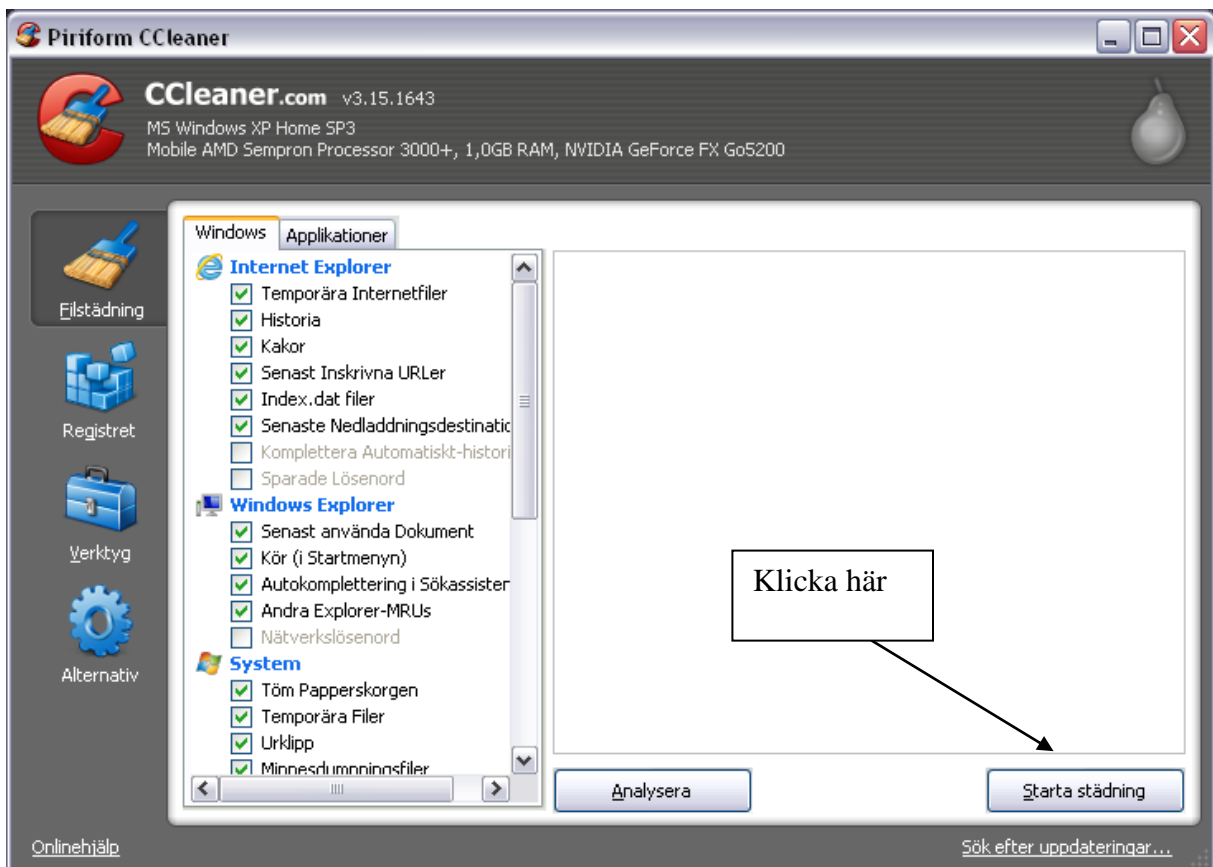 Piriform CCleaner
CCleaner.com v3.15.1643
MS Windows XP Home SP3
Mobile AMD Sempron Processor 3000+, 1,0GB RAM, NVIDIA GeForce FX Go5200
Filstädning
Registret
Verktyg
Alternativ
Windows
Applikationer
Internet Explorer
Temporära Internetfiler
Historia
Kakor
Senast Inskrivna URLer
Index.dat filer
Senaste Nedladdningsdestinatio
Komplettera Automatiskt-histori
Sparade Lösenord
Windows Explorer
Senast använda Dokument
Kör (i Startmenyn)
Autokomplettering i Sökassisten
Andra Explorer-MRUs
Nätverkslösenord
System
Töm Papperskorgen
Temporära Filer
Urklipp
Minnesdumpningsfiler
Klicka här
Analysera
Starta städning
Onlinehjälp
Sök efter uppdateringar...